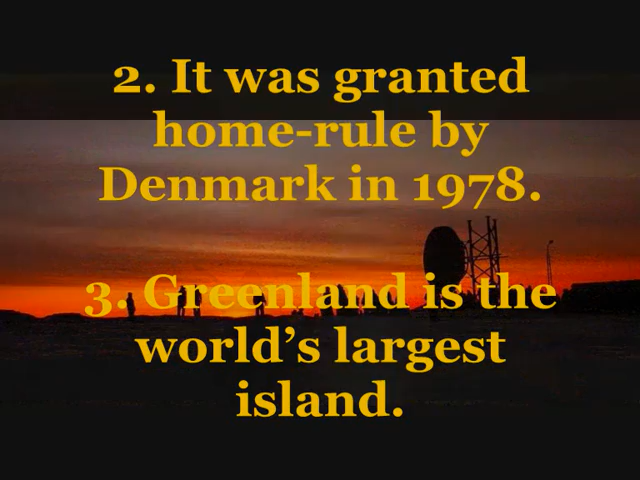 2. It was granted
home-rule by
Denmark in 1978.
3. Greenland is the
world’s largest
island.